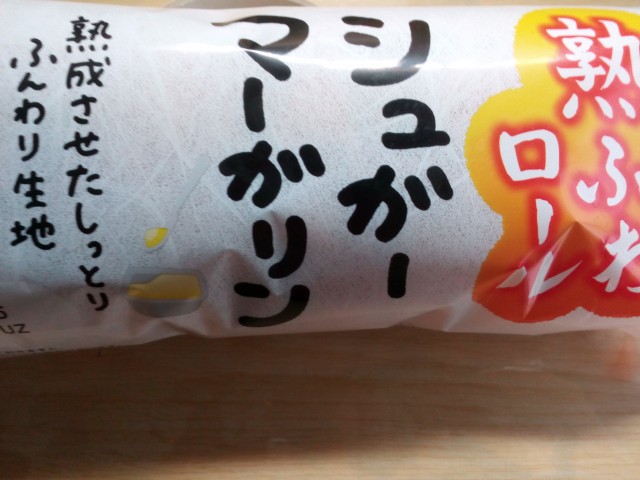 熟ふわ
ロール
シュガー
マーガリン
熟成させたしっとり
ふんわり生地
UZ